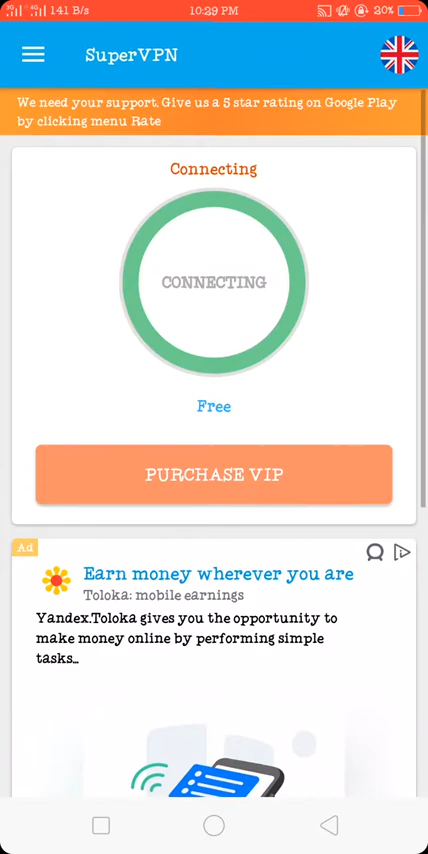 3G 4G 141 B/s 10:29 PM 20%
SuperVPN
We need your support. Give us a 5 star rating on Google Play
by clicking menu Rate
Connecting
CONNECTING
Free
PURCHASE VIP
Ad
Earn money wherever you are
Toloka: mobile earnings
Yandex.Toloka gives you the opportunity to
make money online by performing simple
tasks...